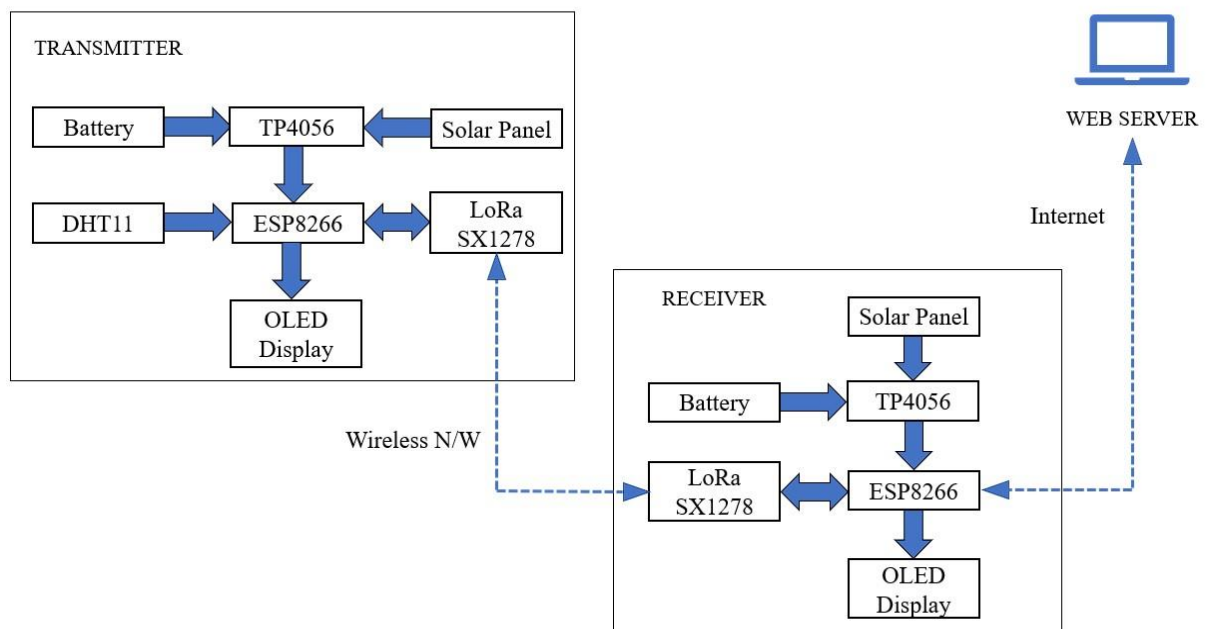 TRANSMITTER
Battery
TP4056
Solar Panel
DHT11
ESP8266
LoRa
SX1278
OLED
Display
WEB SERVER
Internet
Wireless N/W
RECEIVER
Solar Panel
Battery
TP4056
LoRa
SX1278
ESP8266
OLED
Display